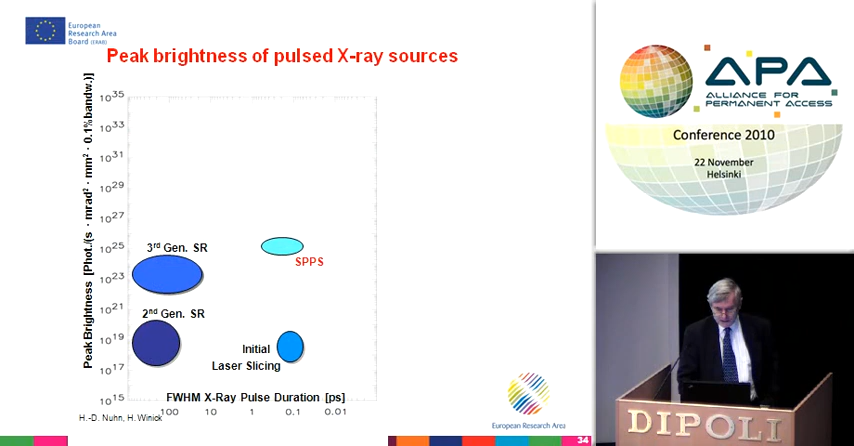 European
Research Area
Board (ERAB)
Peak brightness of pulsed X-ray sources
Peak Brightness [Phot./(s · mrad² · mm² · 0.1%bandw.)]
10³⁵
10³³
10³¹
10²⁹
10²⁷
10²⁵
10²³
10²¹
10¹⁹
10¹⁷
10¹⁵
3rd Gen. SR
SPPS
2nd Gen. SR
Initial
Laser Slicing
FWHM X-Ray Pulse Duration [ps]
100 10 1 0.1 0.01
H.-D. Nuhn, H. Winick
European Research Area
34
APA
ALLIANCE FOR
PERMANENT ACCESS
Conference 2010
22 November
Helsinki
DIPOLI